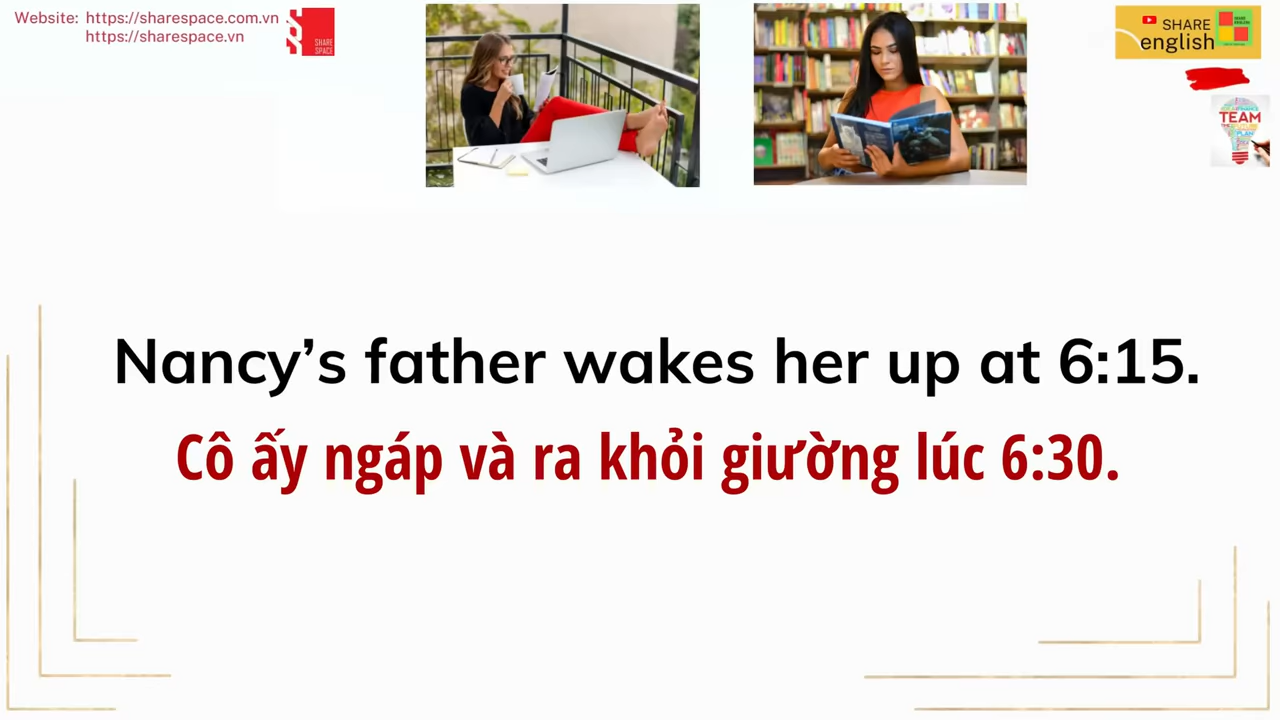 Website: https://sharespace.com.vn
https://sharespace.vn
SHARE
SPACE
SHARE
english
TEAM
PLAN
Nancy’s father wakes her up at 6:15.
Cô ấy ngáp và ra khỏi giường lúc 6:30.